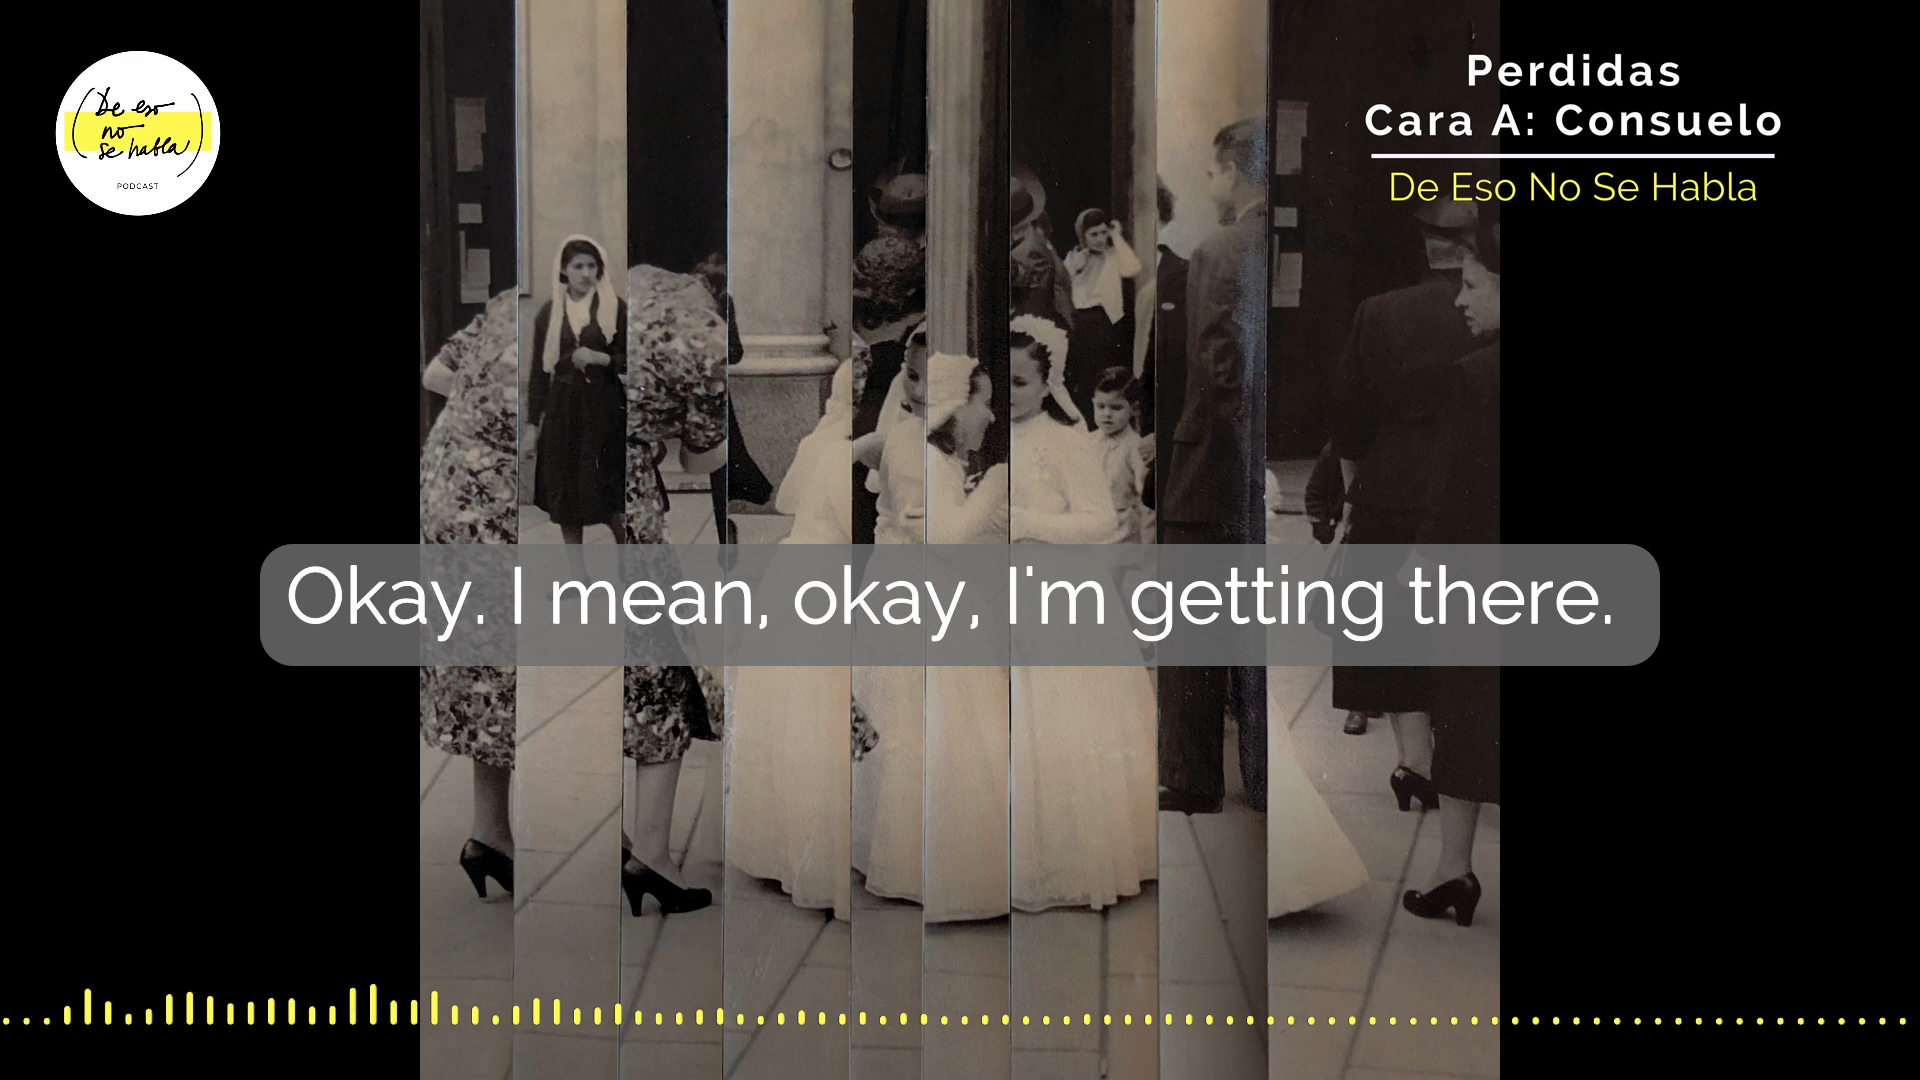 (De eso
no
se habla)
PODCAST
Perdidas
Cara A: Consuelo
De Eso No Se Habla
Okay. I mean, okay, I'm getting there.